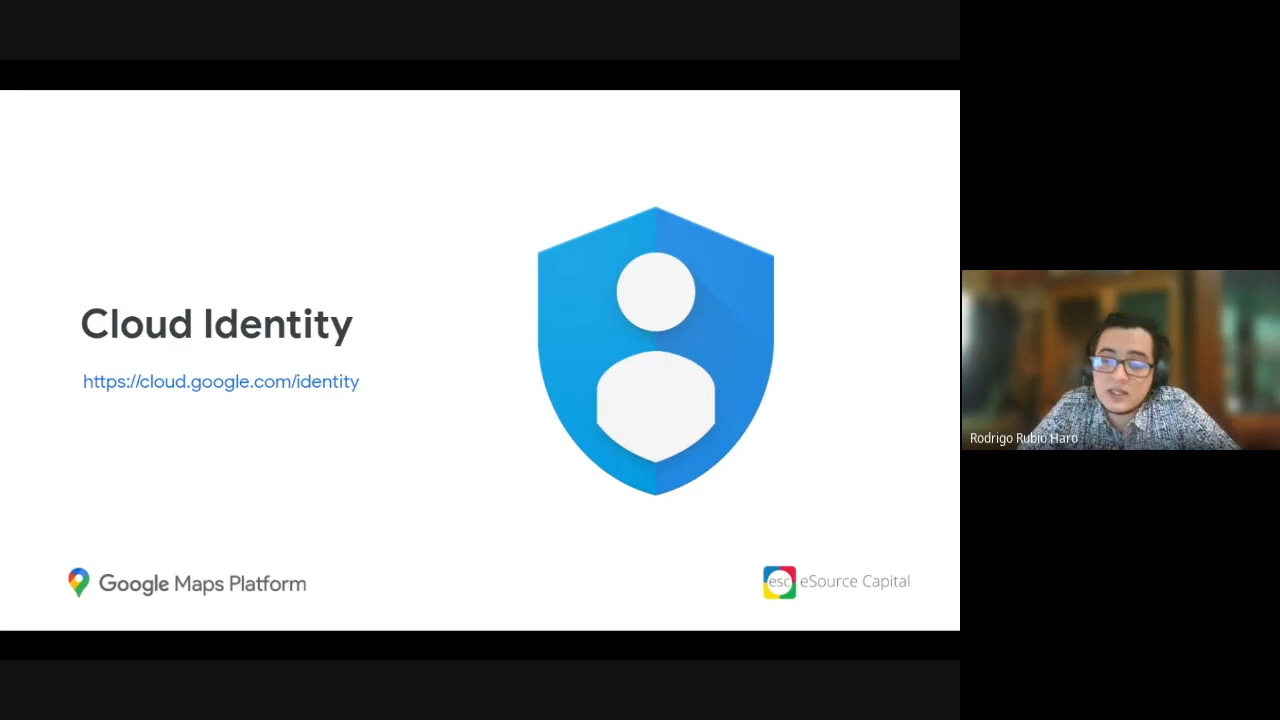 Cloud Identity
https://cloud.google.com/identity
Google Maps Platform
esc eSource Capital
Rodrigo Rubio Haro